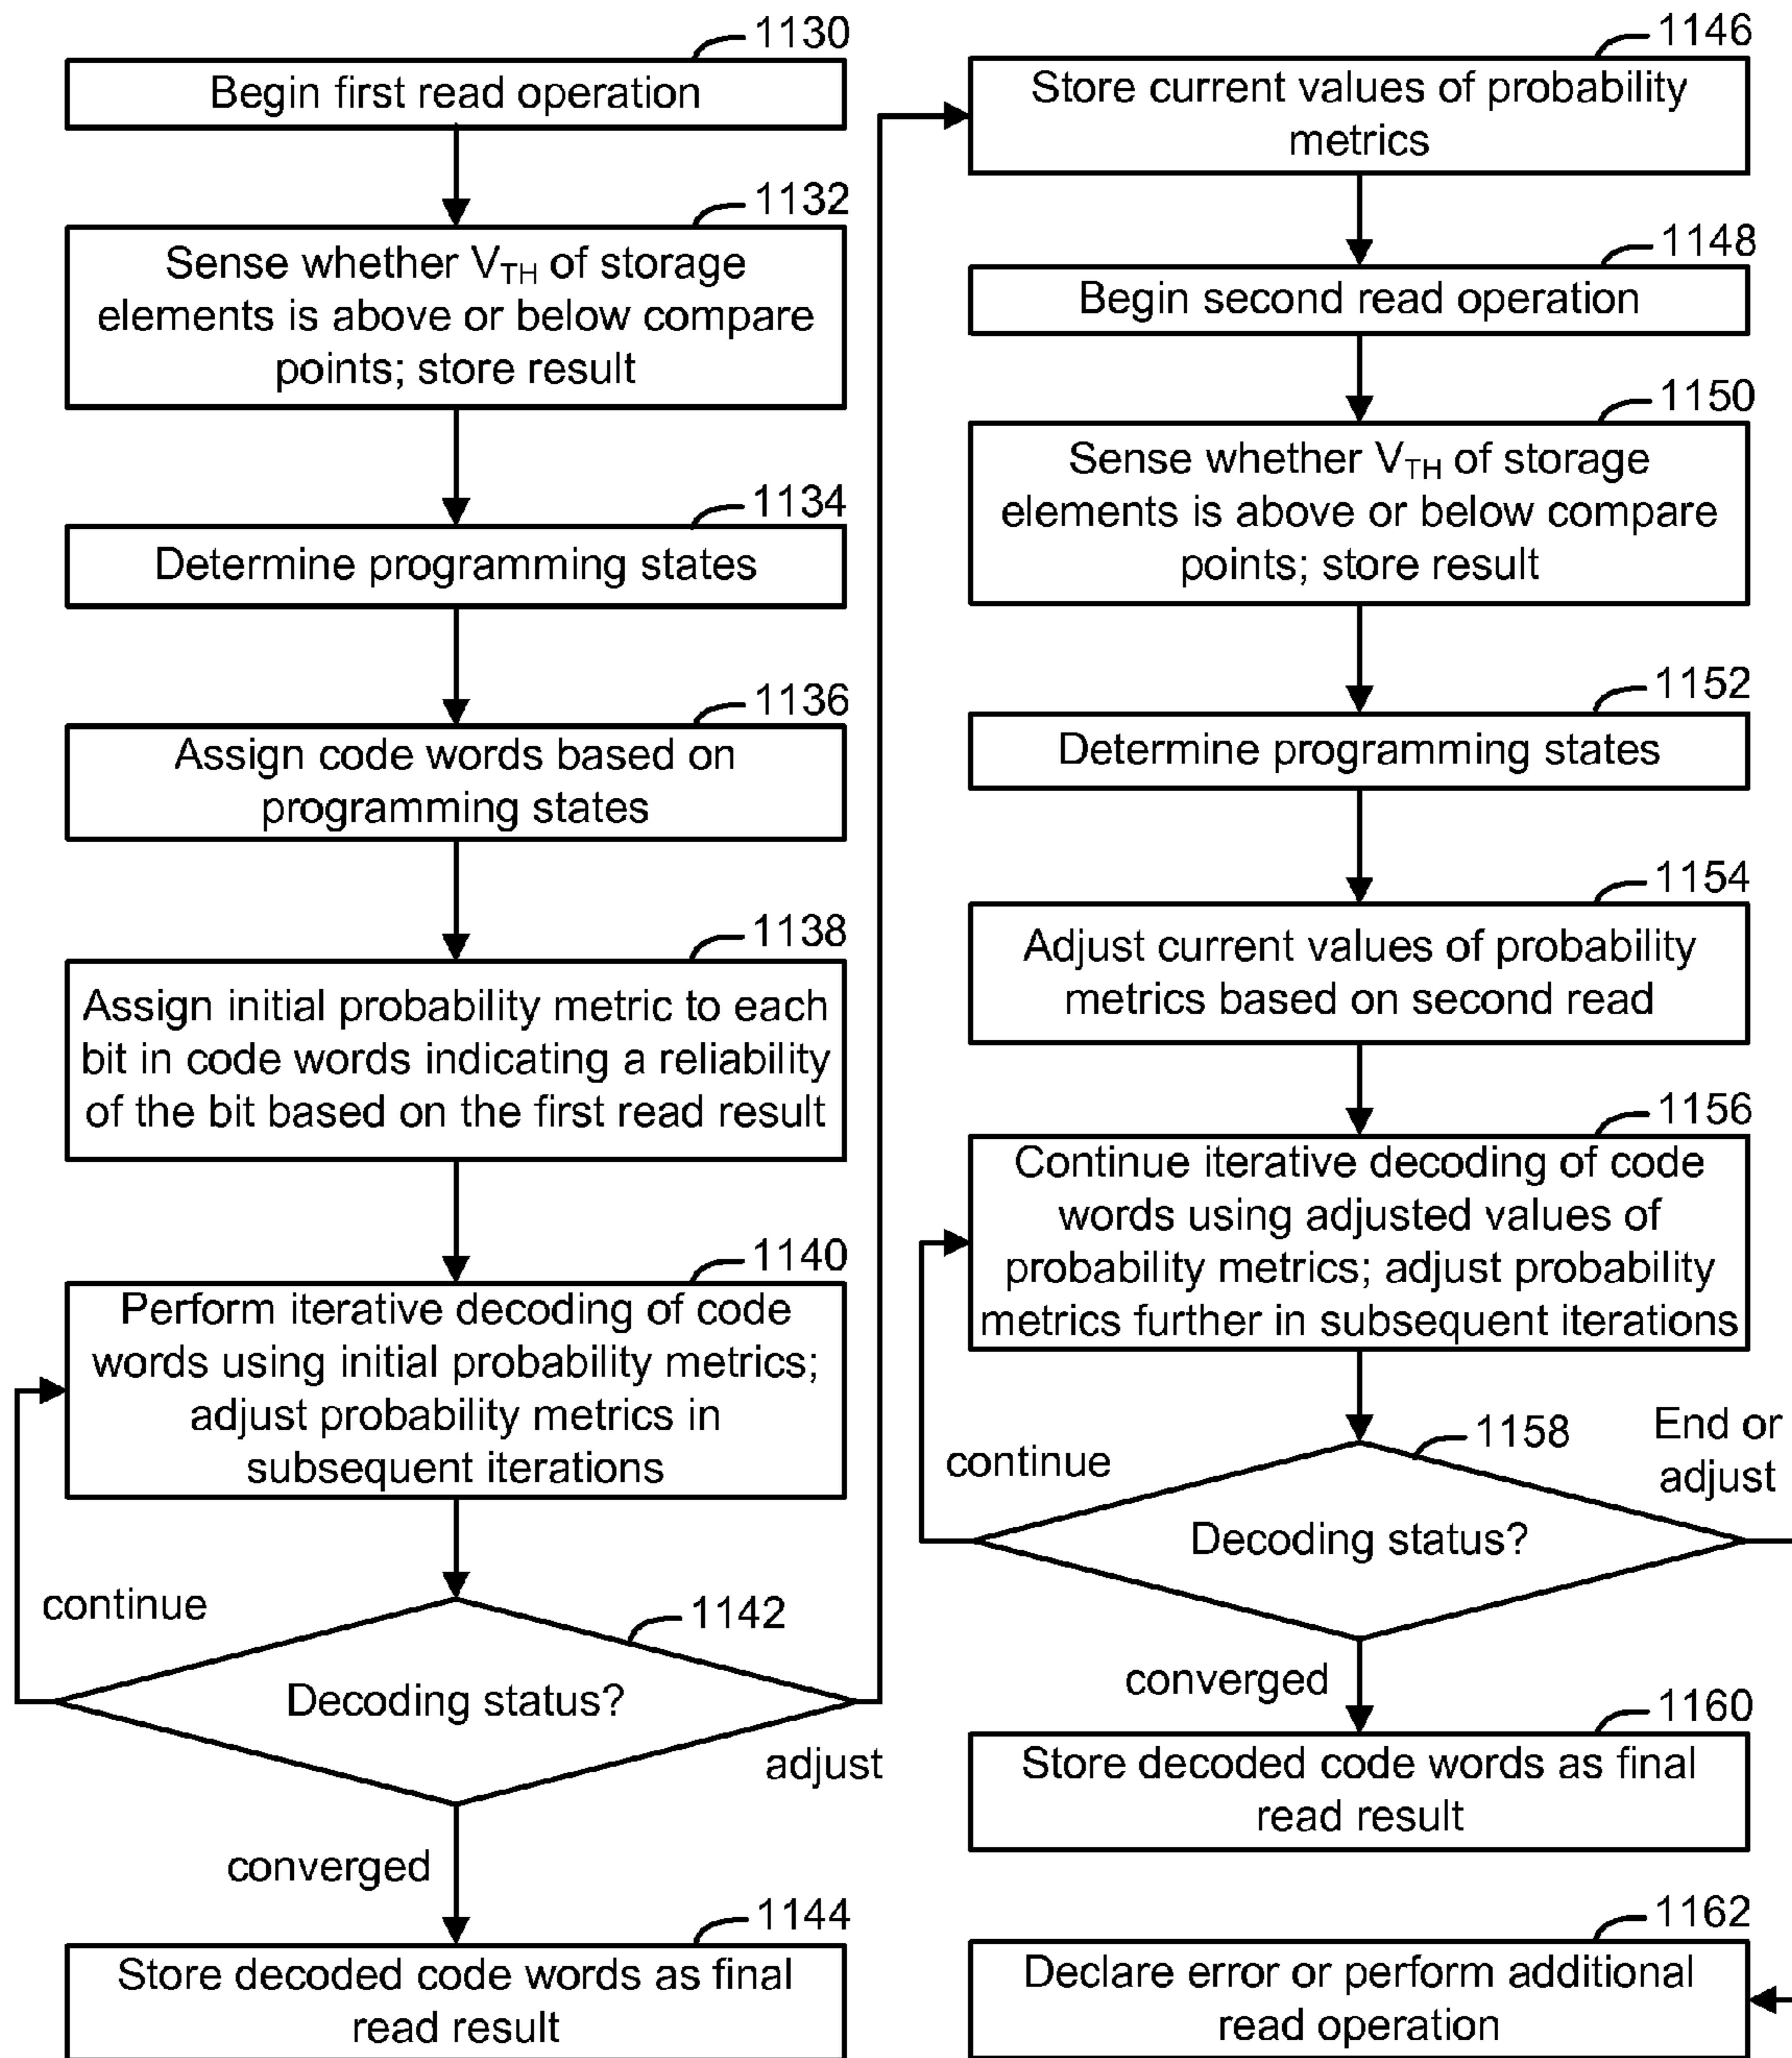 1130
Begin first read operation
1132
Sense whether VTH of storage
elements is above or below compare
points; store result
1134
Determine programming states
1136
Assign code words based on
programming states
1138
Assign initial probability metric to each
bit in code words indicating a reliability
of the bit based on the first read result
1140
Perform iterative decoding of code
words using initial probability metrics;
adjust probability metrics in
subsequent iterations
continue
1142
Decoding status?
adjust
converged
1144
Store decoded code words as final
read result
1146
Store current values of probability
metrics
1148
Begin second read operation
1150
Sense whether VTH of storage
elements is above or below compare
points; store result
1152
Determine programming states
1154
Adjust current values of probability
metrics based on second read
1156
Continue iterative decoding of code
words using adjusted values of
probability metrics; adjust probability
metrics further in subsequent iterations
continue
1158
End or
adjust
Decoding status?
converged
1160
Store decoded code words as final
read result
1162
Declare error or perform additional
read operation